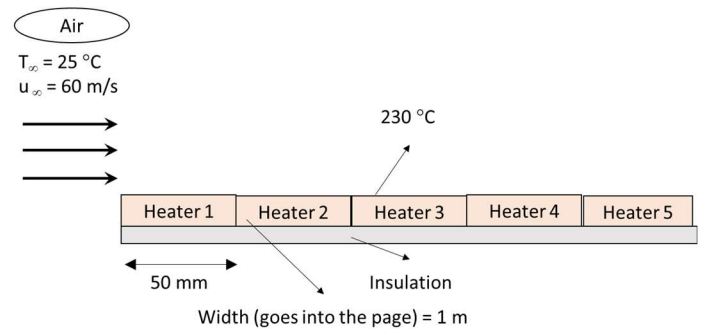 Air
T∞ = 25 °C
u ∞ = 60 m/s
230 °C
Heater 1
Heater 2
Heater 3
Heater 4
Heater 5
50 mm
Insulation
Width (goes into the page) = 1 m